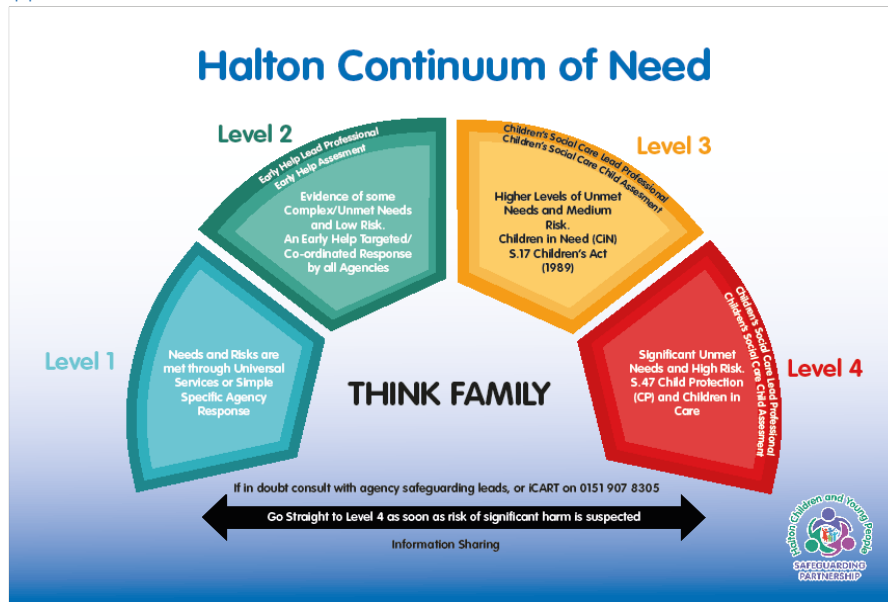 Halton Continuum of Need
Level 2
Early Help Lead Professional
Early Help Assesment
Evidence of some
Complex/Unmet Needs
and Low Risk.
An Early Help Targeted/
Co-ordinated Response
by all Agencies
Children's Social Care Lead Professional
Children's Social Care Child Assesment
Level 3
Higher Levels of Unmet
Needs and Medium
Risk.
Children in Need (CiN)
S.17 Children's Act
(1989)
Level 1
Needs and Risks are
met through Universal
Services or Simple
Specific Agency
Response
THINK FAMILY
Significant Unmet
Needs and High Risk.
S.47 Child Protection
(CP) and Children in
Care
Children's Social Care Lead Professional
Children's Social Care Child Assesment
Level 4
If in doubt consult with agency safeguarding leads, or iCART on 0151 907 8305
Go Straight to Level 4 as soon as risk of significant harm is suspected
Information Sharing
Halton Children and Young People
SAFEGUARDING
PARTNERSHIP